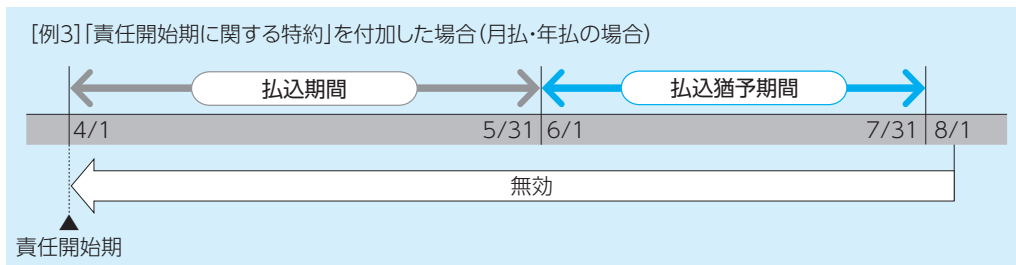 [例3]「責任開始期に関する特約」を付加した場合(月払・年払の場合)
払込期間 払込猶予期間
4/1 5/31 6/1 7/31 8/1
無効
責任開始期